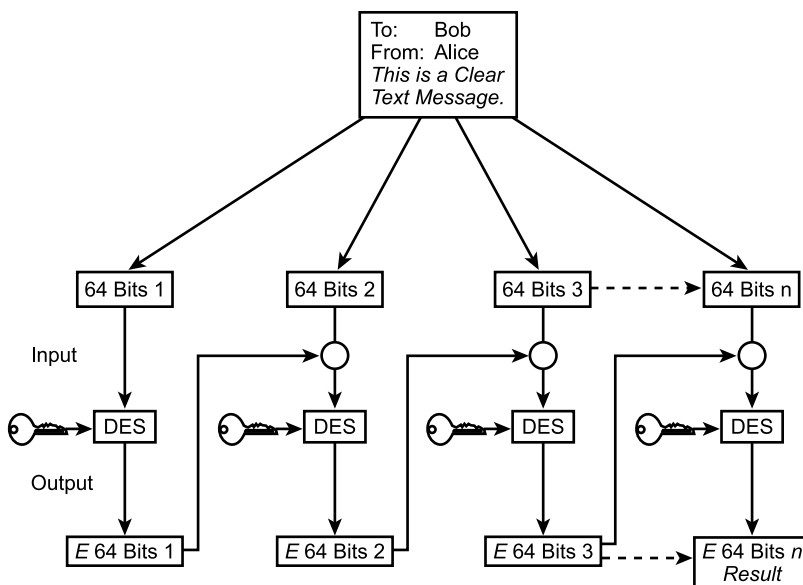 To: Bob
From: Alice
This is a Clear
Text Message.
64 Bits 1
64 Bits 2
64 Bits 3
64 Bits n
Input
DES
DES
DES
DES
Output
E 64 Bits 1
E 64 Bits 2
E 64 Bits 3
E 64 Bits n
Result